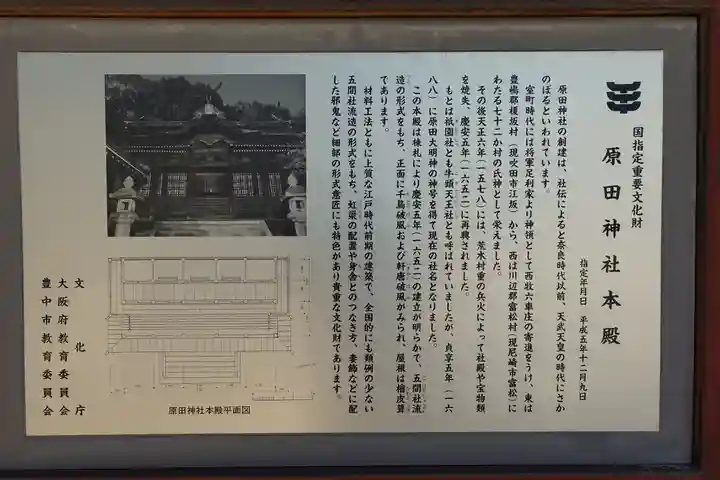 国指定重要文化財
原田神社本殿
指定年月日 平成五年十二月九日
原田神社の創建は、社伝によると奈良時代以前、天武天皇の時代にさか
のぼるといわれています。
室町時代には将軍足利家より神領として西牧六車庄の寄進をうけ、東は
豊嶋郡榎坂村(現吹田市江坂)から、西は川辺郡富松村(現尼崎市富松)に
わたる七十二か村の氏神として栄えました。
その後天正六年(一五七八)には、荒木村重の兵火によって社殿や宝物類
を焼失、慶安五年(一六五二)に再興されました。
もとは祇園社とも牛頭天王社とも呼ばれていましたが、貞享五年(一六
八八)に原田大明神の神号を得て現在の社名となりました。
この本殿は棟札により慶安五年(一六五二)の建立が明らかで、五間社流
造の形式をもち、正面に千鳥破風および軒唐破風がみられ、屋根は檜皮葺
であります。
材料工法ともに上質な江戸時代前期の建築で、全国的にも類例の少ない
五間社流造の形式をもち、虹梁の配置や身舎とのつなぎ方、妻飾などに配
した邪鬼など細部の形式意匠にも特色があり貴重な文化財であります。
原田神社本殿平面図
文化庁
大阪府教育委員会
豊中市教育委員会